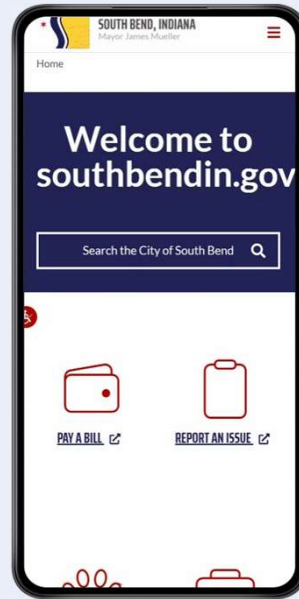 SOUTH BEND, INDIANA
Mayor James Mueller
Home
Welcome to
southbendin.gov
Search the City of South Bend
PAY A BILL
REPORT AN ISSUE